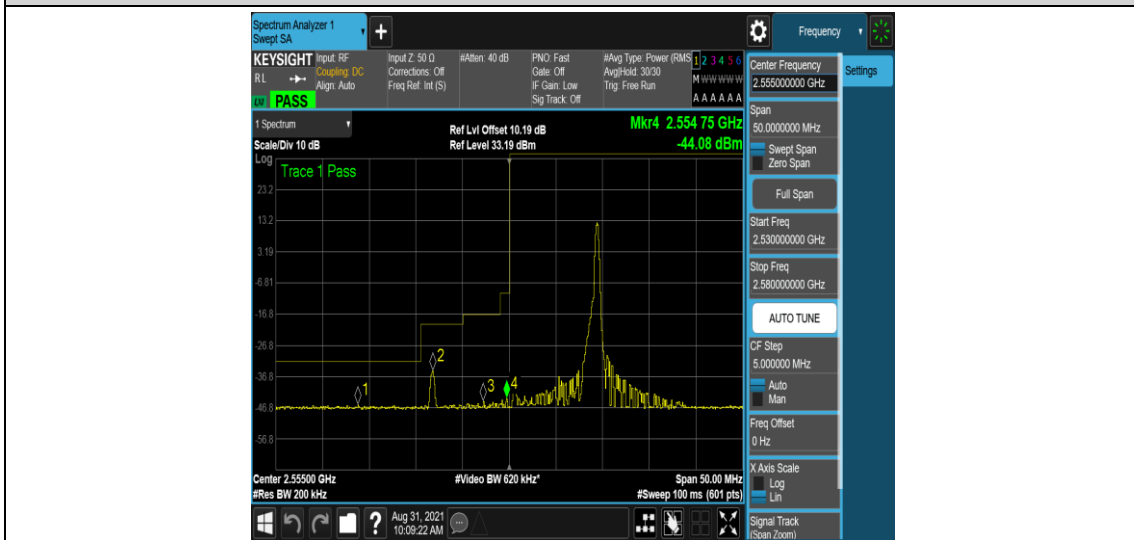 Spectrum Analyzer 1
Swept SA
+
Frequency
KEYSIGHT
R L
LXI
PASS
Input: RF
Coupling: DC
Align: Auto
Input Z: 50 Ω
Corrections: Off
Freq Ref: Int (S)
#Atten: 40 dB
PNO: Fast
Gate: Off
IF Gain: Low
Sig Track: Off
#Avg Type: Power (RMS
Avg|Hold: 30/30
Trig: Free Run
1 2 3 4 5 6
M W W W W W
A A A A A A
Center Frequency
2.555000000 GHz
Settings
1 Spectrum
Ref Lvl Offset 10.19 dB
Mkr4 2.554 75 GHz
Scale/Div 10 dB
Ref Level 33.19 dBm
-44.08 dBm
Log
Trace 1 Pass
23.2
13.2
3.19
-6.81
-16.8
-26.8
-36.8
-46.8
-56.8
1
2
3
4
Center 2.55500 GHz
#Video BW 620 kHz*
Span 50.00 MHz
#Res BW 200 kHz
#Sweep 100 ms (601 pts)
Span
50.0000000 MHz
Swept Span
Zero Span
Full Span
Start Freq
2.530000000 GHz
Stop Freq
2.580000000 GHz
AUTO TUNE
CF Step
5.000000 MHz
Auto
Man
Freq Offset
0 Hz
X Axis Scale
Log
Lin
Signal Track
(Span Zoom)
?
Aug 31, 2021
10:09:22 AM